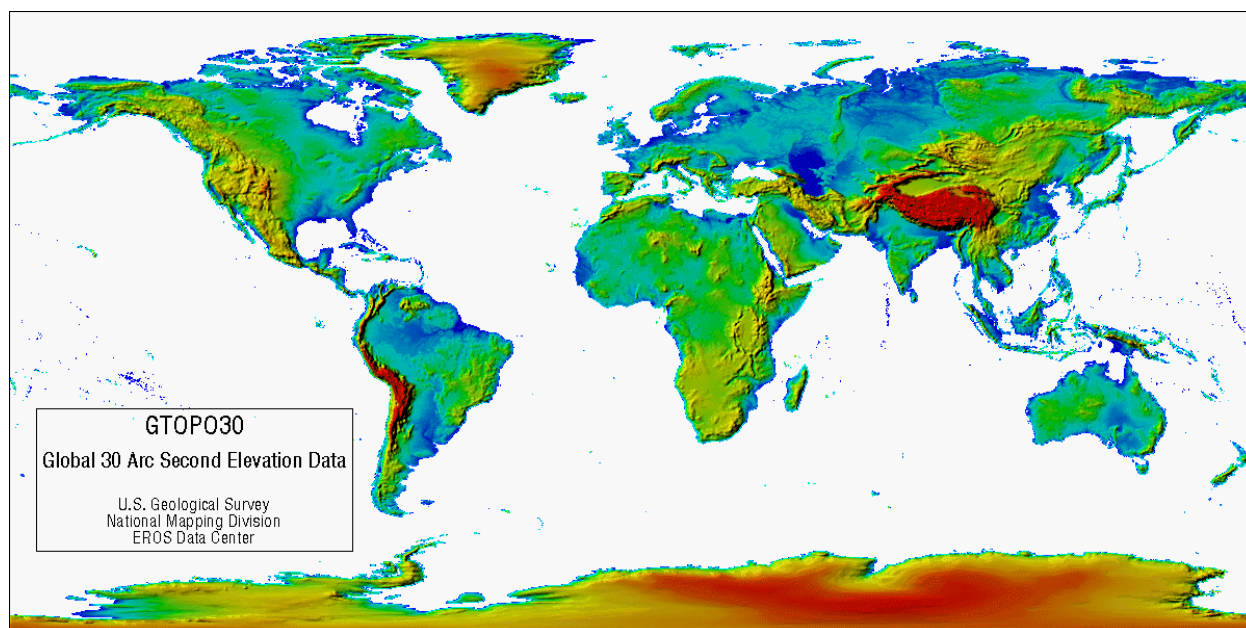 GTOPO30
Global 30 Arc Second Elevation Data
U.S. Geological Survey
National Mapping Division
EROS Data Center